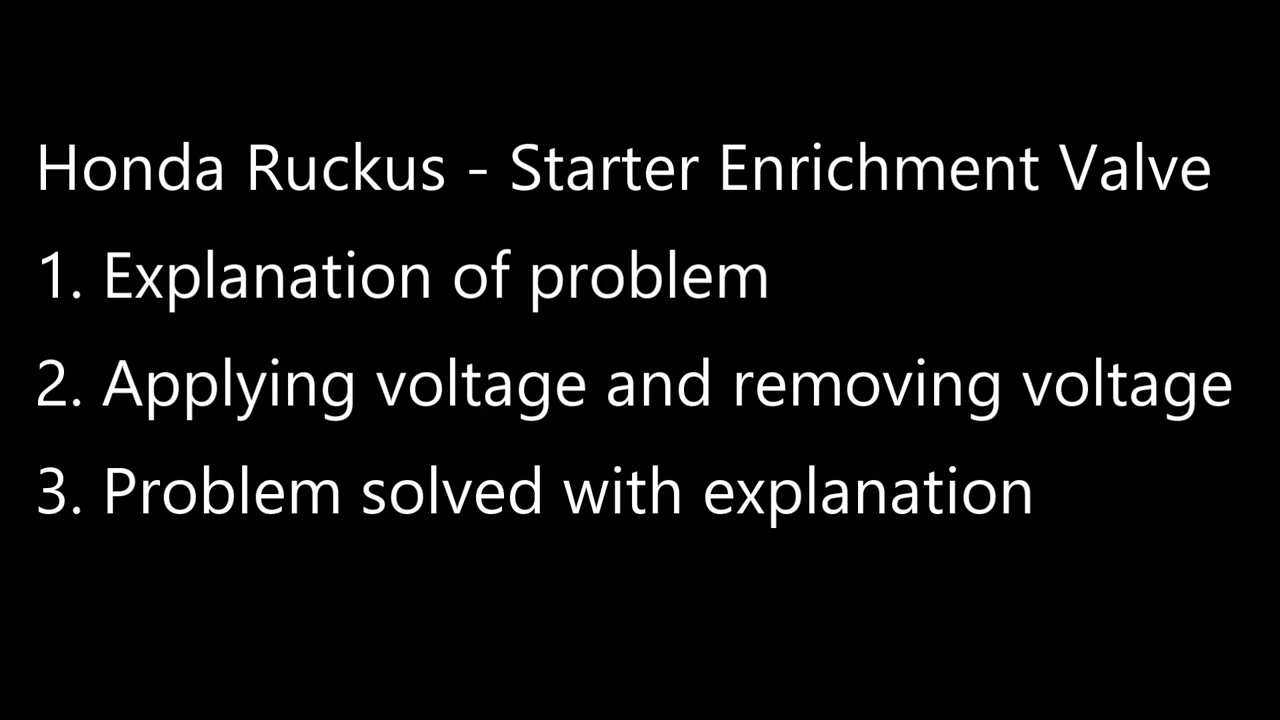 Honda Ruckus - Starter Enrichment Valve
1. Explanation of problem
2. Applying voltage and removing voltage
3. Problem solved with explanation